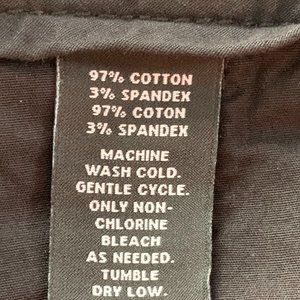 97% COTTON
3% SPANDEX
97% COTON
3% SPANDEX
MACHINE
WASH COLD.
GENTLE CYCLE.
ONLY NON-
CHLORINE
BLEACH
AS NEEDED.
TUMBLE
DRY LOW.